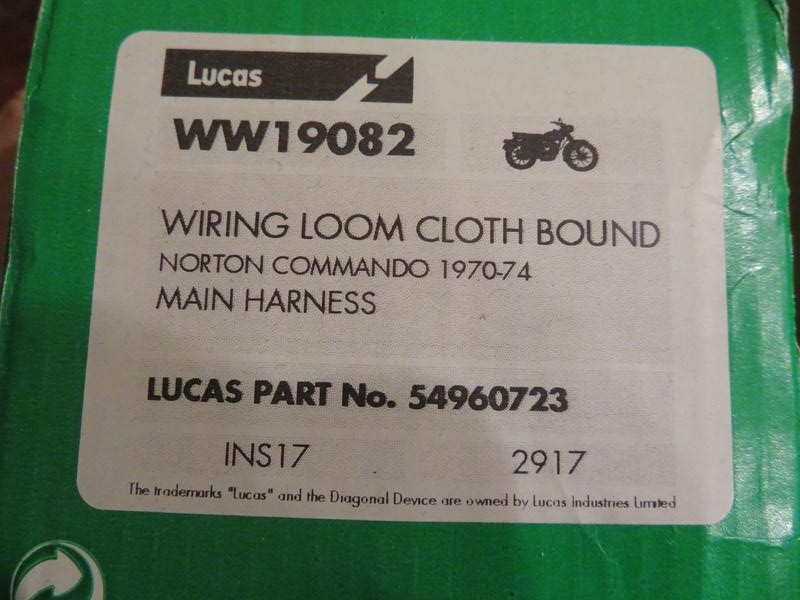 Lucas
WW19082
WIRING LOOM CLOTH BOUND
NORTON COMMANDO 1970-74
MAIN HARNESS
LUCAS PART No. 54960723
INS17 2917
The trademarks "Lucas" and the Diagonal Device are owned by Lucas Industries Limited